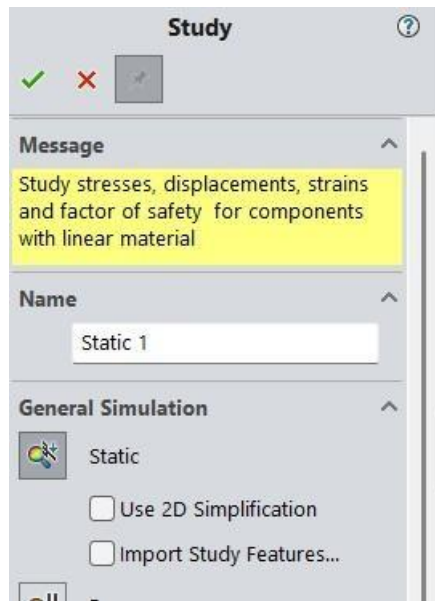 Study
Message
Study stresses, displacements, strains
and factor of safety for components
with linear material
Name
Static 1
General Simulation
Static
Use 2D Simplification
Import Study Features...